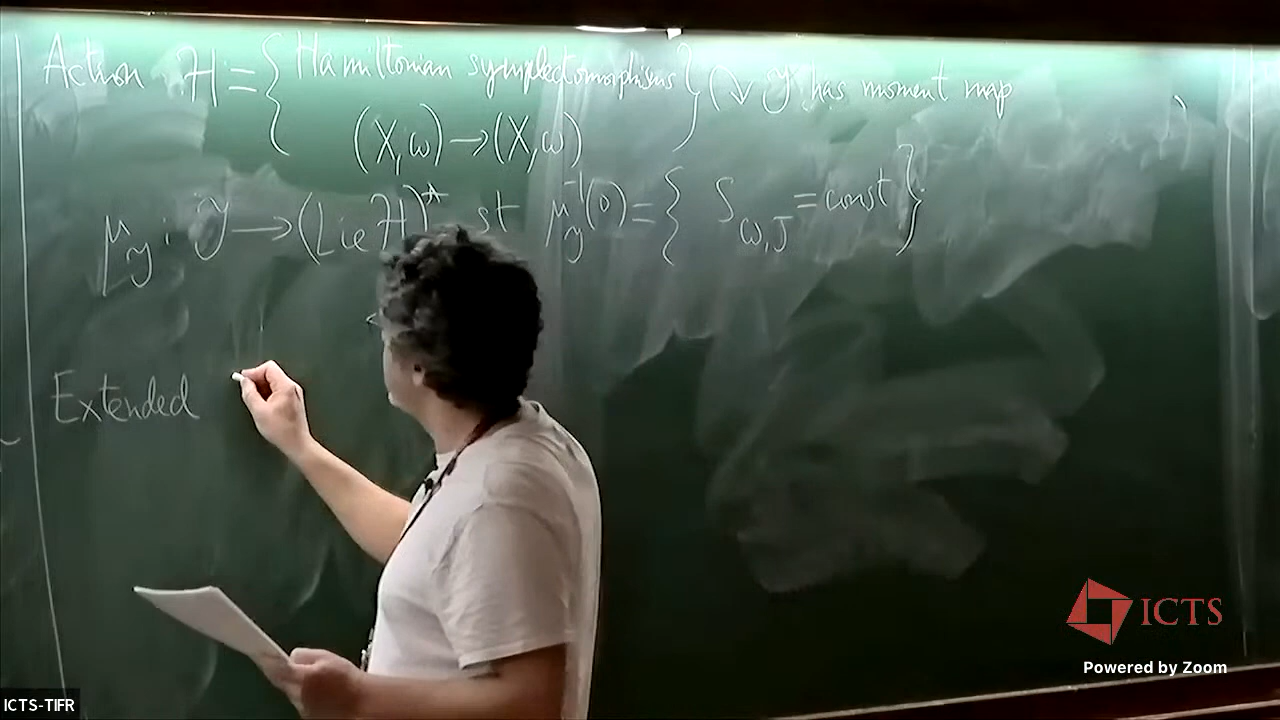 Action 𝓗 = { Hamiltonian symplectomorphisms } ⟳ 𝒥 has moment map
(X,ω) → (X,ω)
μ_𝒥 : 𝒥 → (Lie 𝓗)* st μ_𝒥^{-1}(0) = { S_{ω,J} = const }
Extended
ICTS
Powered by Zoom
ICTS-TIFR